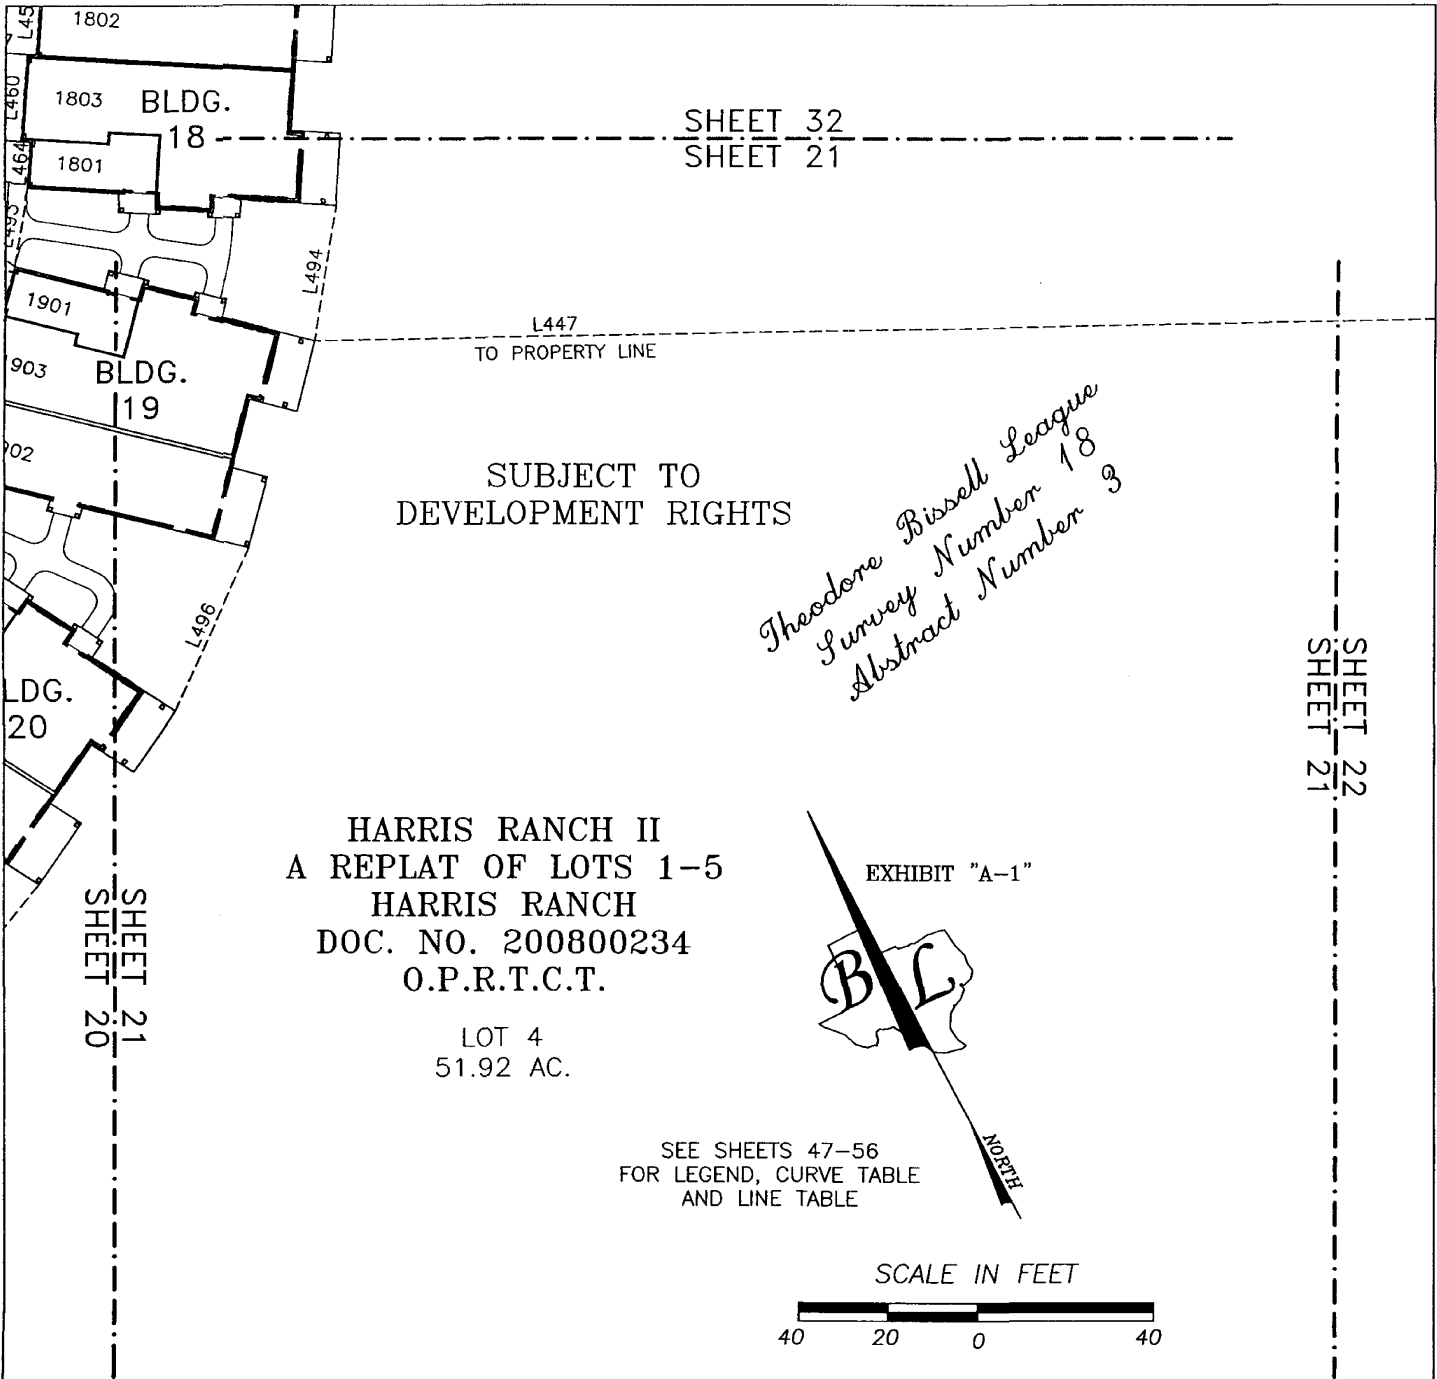 L45
1802
L460
1803
BLDG.
18
464
1801
SHEET 32
SHEET 21
L494
1901
L447
TO PROPERTY LINE
903
BLDG.
19
902
SUBJECT TO
DEVELOPMENT RIGHTS
Theodore Bissell League
Survey Number 18
Abstract Number 3
L496
LDG.
20
SHEET 22
SHEET 21
HARRIS RANCH II
A REPLAT OF LOTS 1-5
HARRIS RANCH
DOC. NO. 200800234
O.P.R.T.C.T.
LOT 4
51.92 AC.
SHEET 21
SHEET 20
EXHIBIT "A-1"
B L
NORTH
SEE SHEETS 47-56
FOR LEGEND, CURVE TABLE
AND LINE TABLE
SCALE IN FEET
40 20 0 40